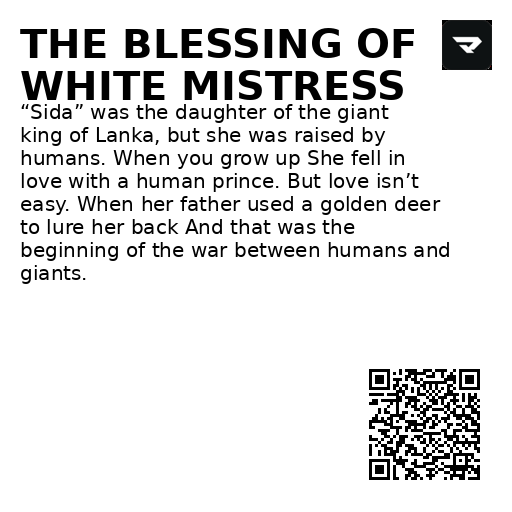 THE BLESSING OF
WHITE MISTRESS
“Sida” was the daughter of the giant
king of Lanka, but she was raised by
humans. When you grow up She fell in
love with a human prince. But love isn’t
easy. When her father used a golden deer
to lure her back And that was the
beginning of the war between humans and
giants.